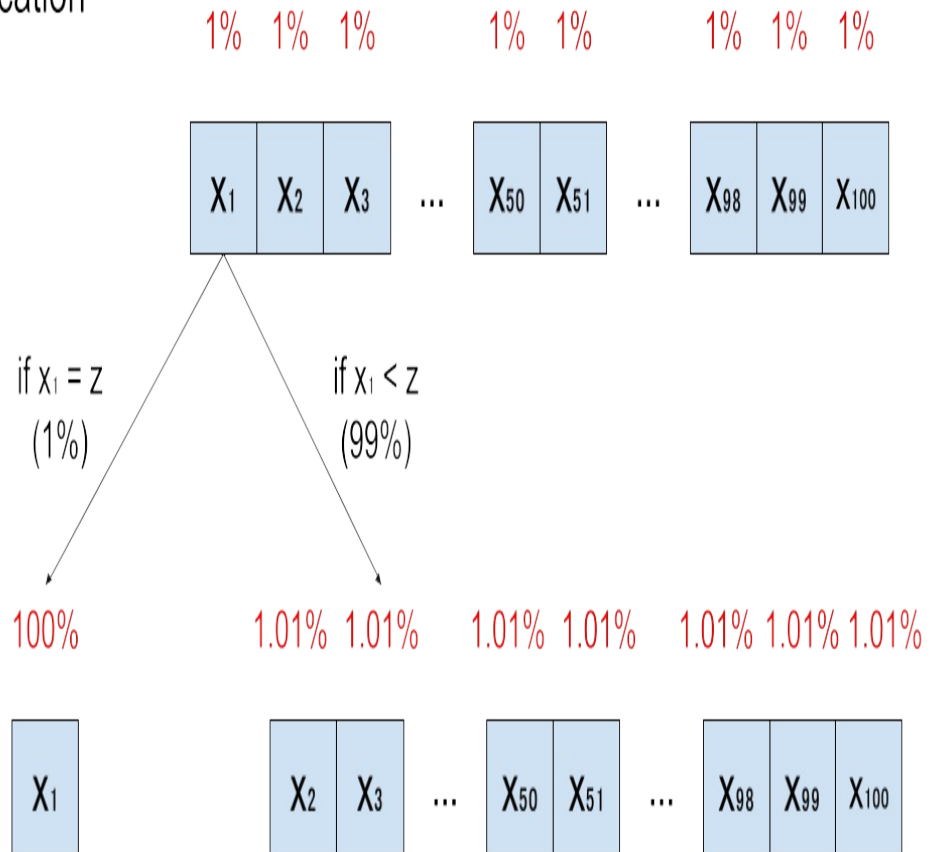 1% 1% 1% 1% 1% 1% 1% 1%
X1 X2 X3 ... X50 X51 ... X98 X99 X100
if x1 = z if x1 < z
(1%) (99%)
100% 1.01% 1.01% 1.01% 1.01% 1.01% 1.01% 1.01%
X1 X2 X3 ... X50 X51 ... X98 X99 X100